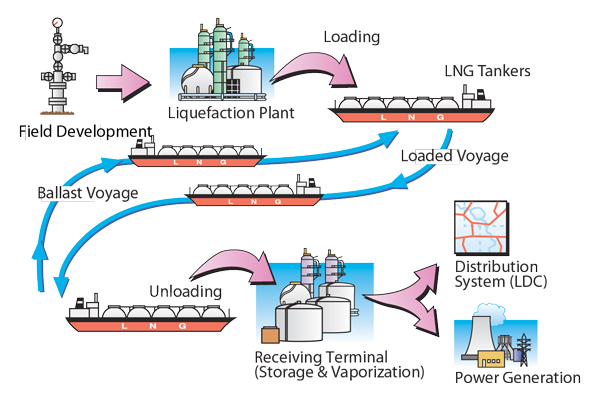 Loading
LNG Tankers
Liquefaction Plant
L N G
Field Development
Loaded Voyage
L N G
Ballast Voyage
L N G
Distribution
System (LDC)
Unloading
L N G
Receiving Terminal
(Storage & Vaporization)
Power Generation